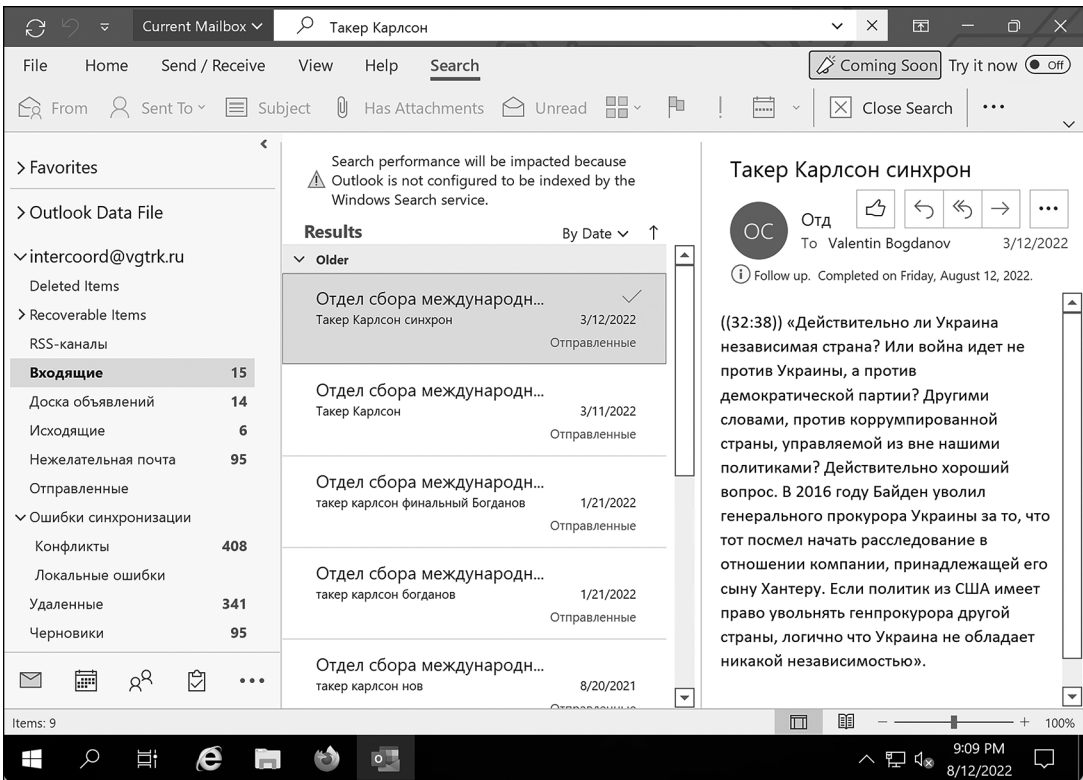 Current Mailbox
Такер Карлсон
File Home Send / Receive View Help Search
Coming Soon Try it now Off
From Sent To Subject Has Attachments Unread Close Search
Favorites
Outlook Data File
intercoord@vgtrk.ru
Deleted Items
Recoverable Items
RSS-каналы
Входящие 15
Доска объявлений 14
Исходящие 6
Нежелательная почта 95
Отправленные
Ошибки синхронизации
Конфликты 408
Локальные ошибки
Удаленные 341
Черновики 95
Search performance will be impacted because
Outlook is not configured to be indexed by the
Windows Search service.
Results By Date
Older
Отдел сбора международн...
Такер Карлсон синхрон 3/12/2022
Отправленные
Отдел сбора международн...
Такер Карлсон 3/11/2022
Отправленные
Отдел сбора международн...
такер карлсон финальный Богданов 1/21/2022
Отправленные
Отдел сбора международн...
такер карлсон богданов 1/21/2022
Отправленные
Отдел сбора международн...
такер карлсон нов 8/20/2021
Такер Карлсон синхрон
ОС Отд
To Valentin Bogdanov 3/12/2022
Follow up. Completed on Friday, August 12, 2022.
((32:38)) «Действительно ли Украина
независимая страна? Или война идет не
против Украины, а против
демократической партии? Другими
словами, против коррумпированной
страны, управляемой из вне нашими
политиками? Действительно хороший
вопрос. В 2016 году Байден уволил
генерального прокурора Украины за то, что
тот посмел начать расследование в
отношении компании, принадлежащей его
сыну Хантеру. Если политик из США имеет
право увольнять генпрокурора другой
страны, логично что Украина не обладает
никакой независимостью».
Items: 9 100%
9:09 PM
8/12/2022